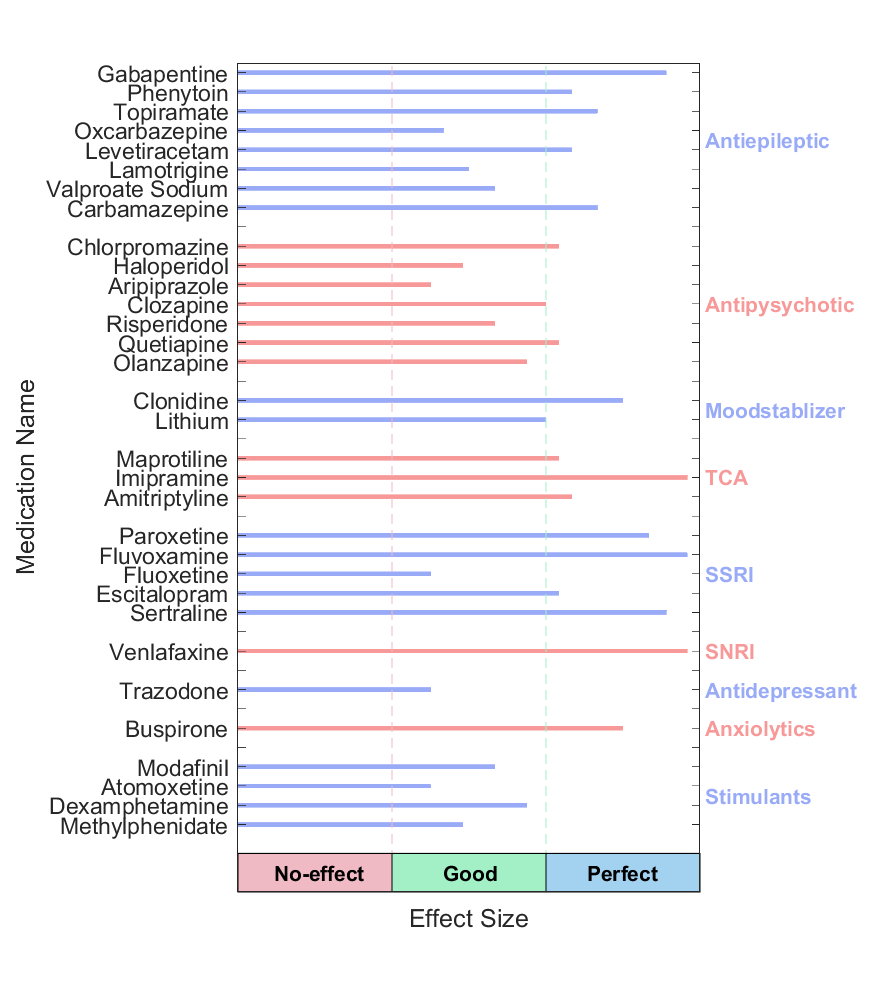 Gabapentine
Phenytoin
Topiramate
Oxcarbazepine
Levetiracetam
Lamotrigine
Valproate Sodium
Carbamazepine
Antiepileptic
Chlorpromazine
Haloperidol
Aripiprazole
Clozapine
Risperidone
Quetiapine
Olanzapine
Antipysychotic
Clonidine
Lithium
Moodstablizer
Maprotiline
Imipramine
Amitriptyline
TCA
Paroxetine
Fluvoxamine
Fluoxetine
Escitalopram
Sertraline
SSRI
Venlafaxine
SNRI
Trazodone
Antidepressant
Buspirone
Anxiolytics
Modafinil
Atomoxetine
Dexamphetamine
Methylphenidate
Stimulants
Medication Name
No-effect
Good
Perfect
Effect Size